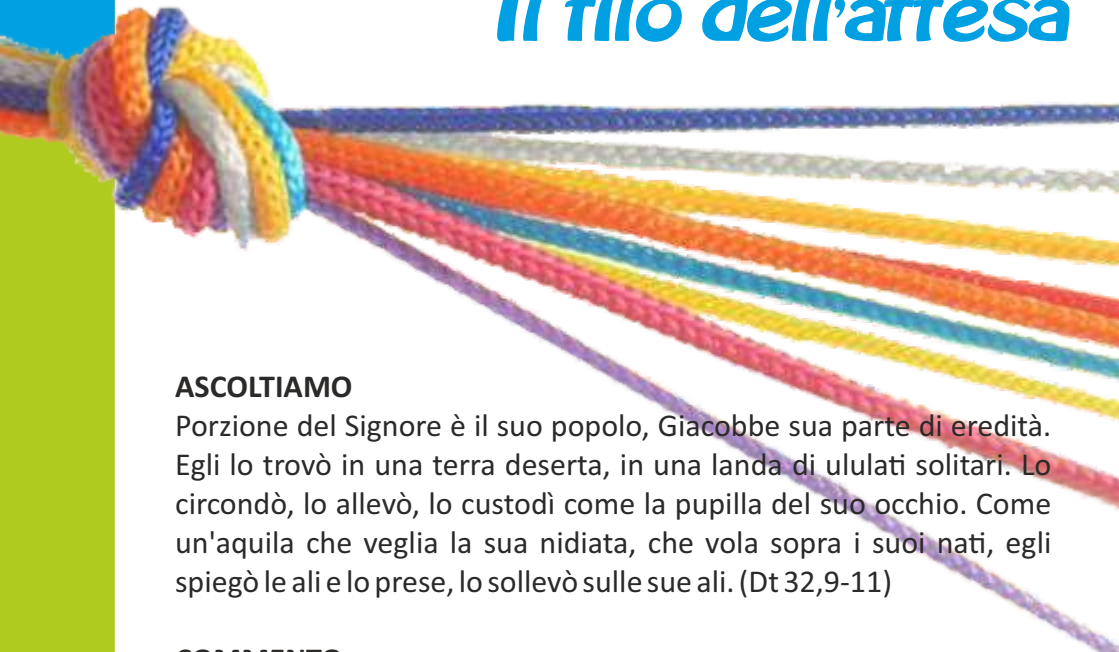 Il filo dell'attesa
ASCOLTIAMO
Porzione del Signore è il suo popolo, Giacobbe sua parte di eredità.
Egli lo trovò in una terra deserta, in una landa di ululati solitari. Lo
circondò, lo allevò, lo custodì come la pupilla del suo occhio. Come
un'aquila che veglia la sua nidiata, che vola sopra i suoi nati, egli
spiegò le ali e lo prese, lo sollevò sulle sue ali. (Dt 32,9-11)
COMMENTO